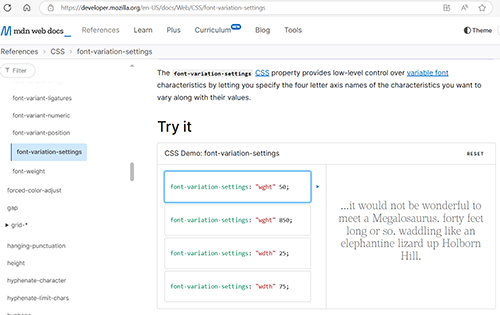 https://developer.mozilla.org/en-US/docs/Web/CSS/font-variation-settings
mdn web docs_
References
Learn
Plus
Curriculum
New
Blog
Theme
References
CSS
font-variation-settings
Filter
font-variant-ligatures
font-variant-numeric
font-variant-position
font-variation-settings
font-weight
forced-color-adjust
gap
grid-*
hanging-punctuation
height
hyphenate-character
hyphenate-limit-chars
The font-variation-settings CSS property provides low-level control over variable font
characteristics by letting you specify the four letter axis names of the characteristics you want to
vary along with their values.
Try it
CSS Demo: font-variation-settings
RESET
font-variation-settings: "wght" 50;
font-variation-settings: "wght" 850;
font-variation-settings: "wdth" 25;
font-variation-settings: "wdth" 75;
...it would not be wonderful to
meet a Megalosaurus, forty feet
long or so, waddling like an
elephantine lizard up Holborn
Hill.